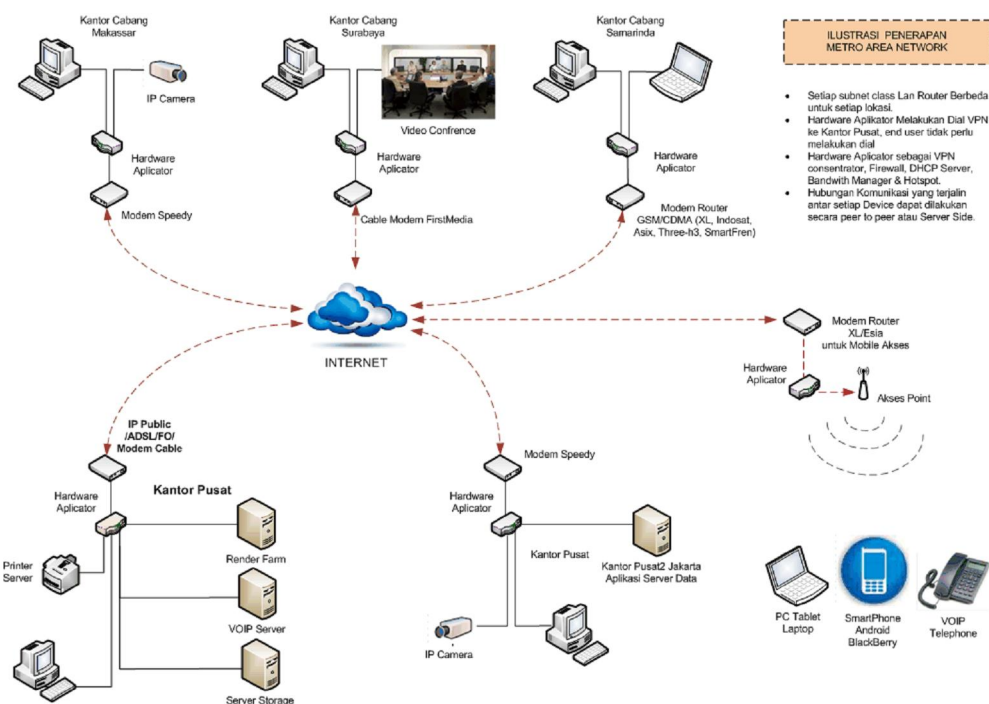 Kantor Cabang
Makassar
IP Camera
Hardware
Aplicator
Modem Speedy
Kantor Cabang
Surabaya
Video Confrence
Hardware
Aplicator
Cable Modem FirstMedia
Kantor Cabang
Samarinda
Hardware
Aplicator
Modem Router
GSM/CDMA (XL, Indosat,
Asix, Three-h3, SmartFren)
ILUSTRASI PENERAPAN
METRO AREA NETWORK
• Setiap subnet class Lan Router Berbeda
untuk setiap lokasi.
• Hardware Aplikator Melakukan Dial VPN
ke Kantor Pusat, end user tidak perlu
melakukan dial
• Hardware Aplicator sebagai VPN
consentrator, Firewall, DHCP Server,
Bandwith Manager & Hotspot.
• Hubungan Komunikasi yang terjalin
antar setiap Device dapat dilakukan
secara peer to peer atau Server Side.
INTERNET
Modem Router
XL/Esia
untuk Mobile Akses
Hardware
Aplicator
Akses Point
IP Public
/ADSL/FO/
Modem Cable
Hardware
Aplicator
Kantor Pusat
Printer
Server
Render Farm
VOIP Server
Server Storage
Modem Speedy
Hardware
Aplicator
Kantor Pusat
Kantor Pusat2 Jakarta
Aplikasi Server Data
IP Camera
PC Tablet
Laptop
SmartPhone
Android
BlackBerry
VOIP
Telephone